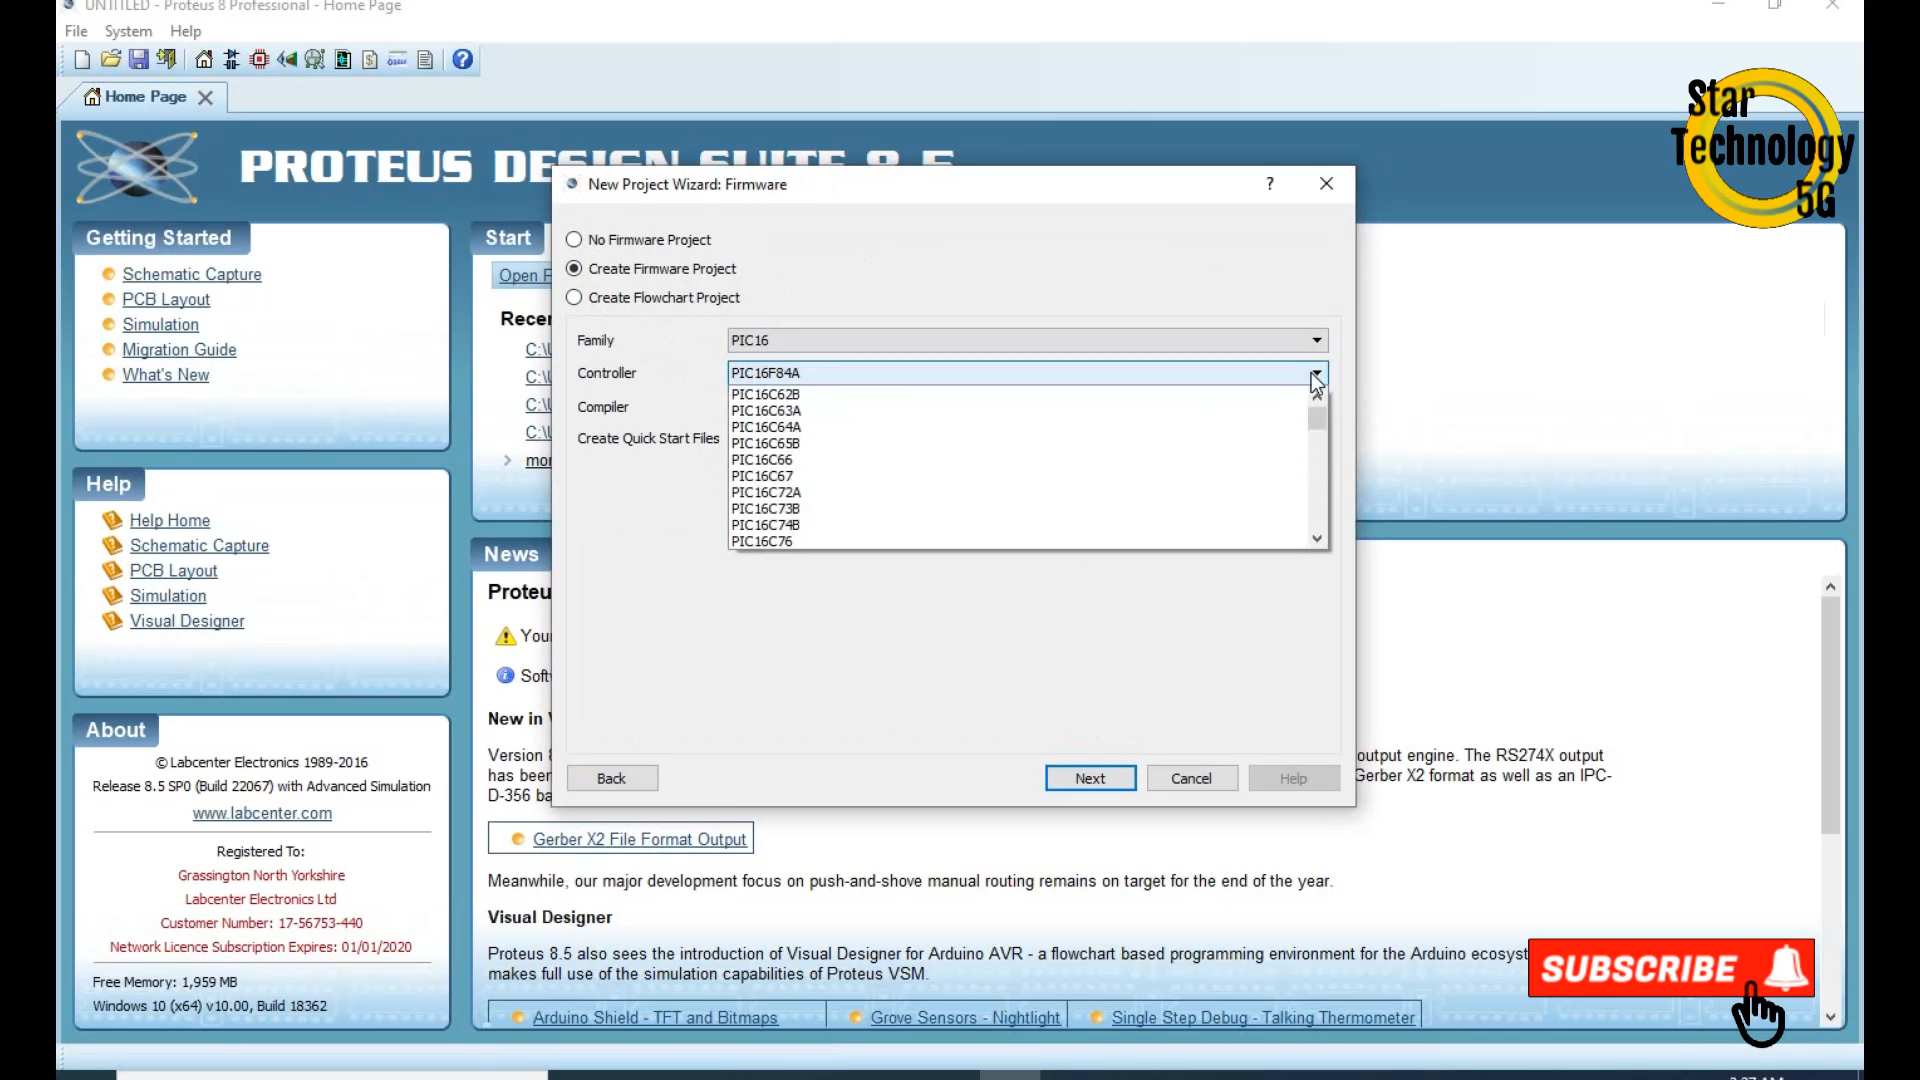 UNTITLED - Proteus 8 Professional - Home Page
File System Help
Home Page
Star
Technology
5G
PROTEUS DESIGN SUITE 8.5
New Project Wizard: Firmware
?
Getting Started
Schematic Capture
PCB Layout
Simulation
Migration Guide
What's New
Start
Open
No Firmware Project
Create Firmware Project
Create Flowchart Project
Family PIC16
Controller PIC16F84A
Compiler
Create Quick Start Files
PIC16C62B
PIC16C63A
PIC16C64A
PIC16C65B
PIC16C66
PIC16C67
PIC16C72A
PIC16C73B
PIC16C74B
PIC16C76
Back Next Cancel Help
Help
Help Home
Schematic Capture
PCB Layout
Simulation
Visual Designer
News
New in
Version
output engine. The RS274X output
has been
Gerber X2 format as well as an IPC-
D-356
Gerber X2 File Format Output
Meanwhile, our major development focus on push-and-shove manual routing remains on target for the end of the year.
Visual Designer
Proteus 8.5 also sees the introduction of Visual Designer for Arduino AVR - a flowchart based programming environment for the Arduino
makes full use of the simulation capabilities of Proteus VSM.
Arduino Shield - TFT and Bitmaps
Grove Sensors - Nightlight
Single Step Debug - Talking Thermometer
About
© Labcenter Electronics 1989-2016
Release 8.5 SP0 (Build 22067) with Advanced Simulation
www.labcenter.com
Registered To:
Grassington North Yorkshire
Labcenter Electronics Ltd
Customer Number: 17-56753-440
Network Licence Subscription Expires: 01/01/2020
Free Memory: 1,959 MB
Windows 10 (x64) v10.00, Build 18362
SUBSCRIBE